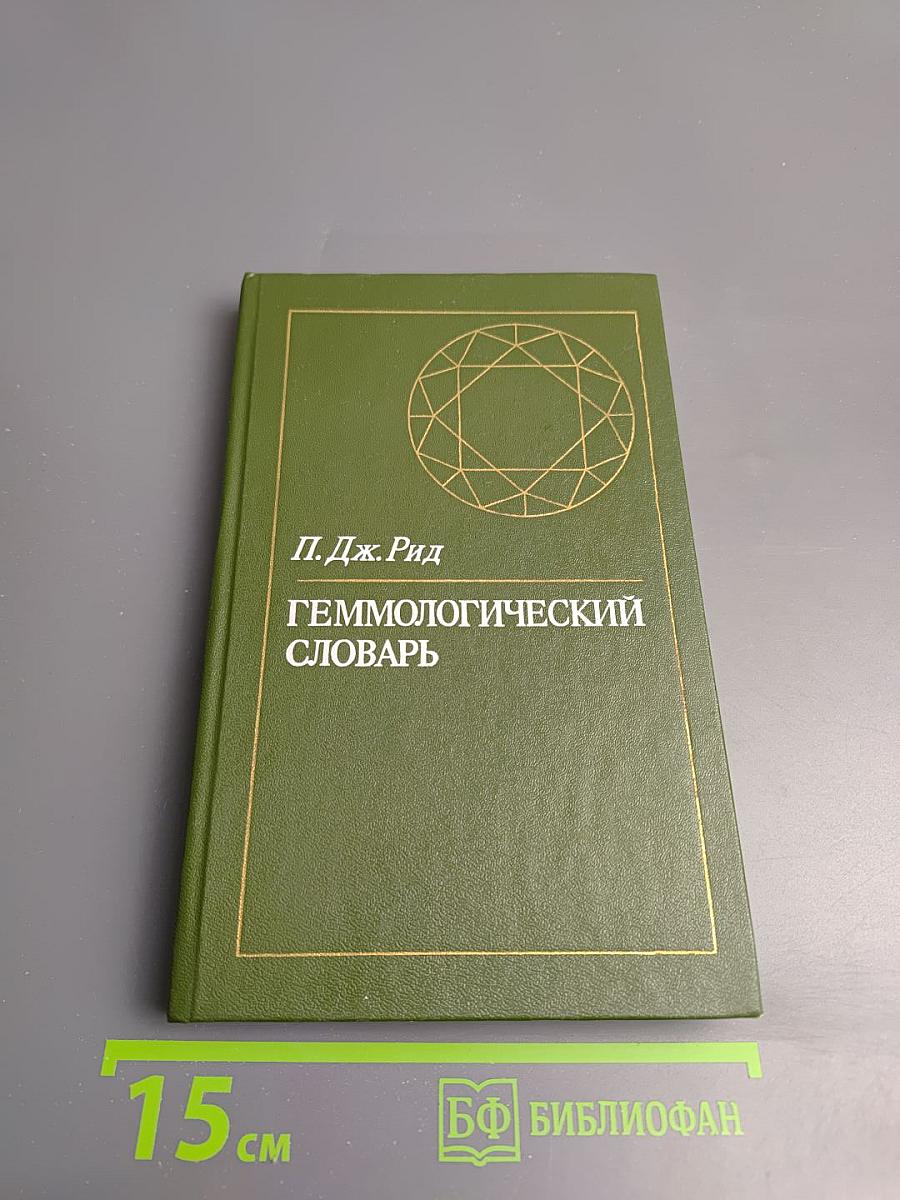 П. Дж. Рид
ГЕММОЛОГИЧЕСКИЙ
СЛОВАРЬ
15 см
БФ БИБЛИОФАН